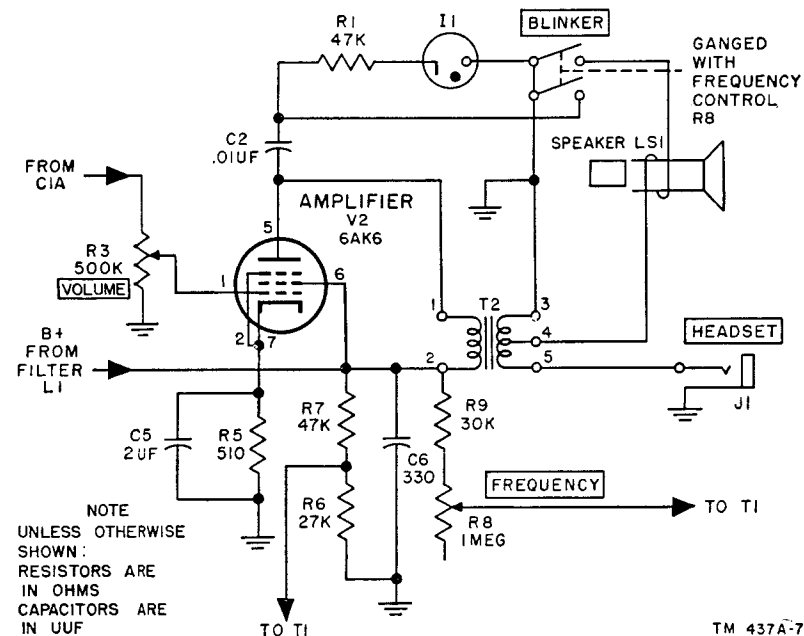 R1
47K
I1
BLINKER
GANGED
WITH
FREQUENCY
CONTROL
R8
C2
.01UF
SPEAKER LS1
FROM
C1A
AMPLIFIER
V2
6AK6
5
R3
500K
VOLUME
1
6
2
7
1
T2
3
4
HEADSET
B+
FROM
FILTER
L1
2
5
J1
C5
2UF
R5
510
R7
47K
R9
30K
C6
330
FREQUENCY
R6
27K
R8
1MEG
TO T1
NOTE
UNLESS OTHERWISE
SHOWN:
RESISTORS ARE
IN OHMS
CAPACITORS ARE
IN UUF
TO T1
TM 437A-7